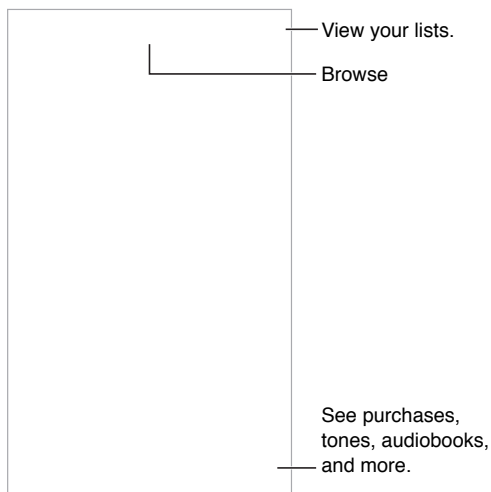 View your lists.
Browse
See purchases,
tones, audiobooks,
and more.